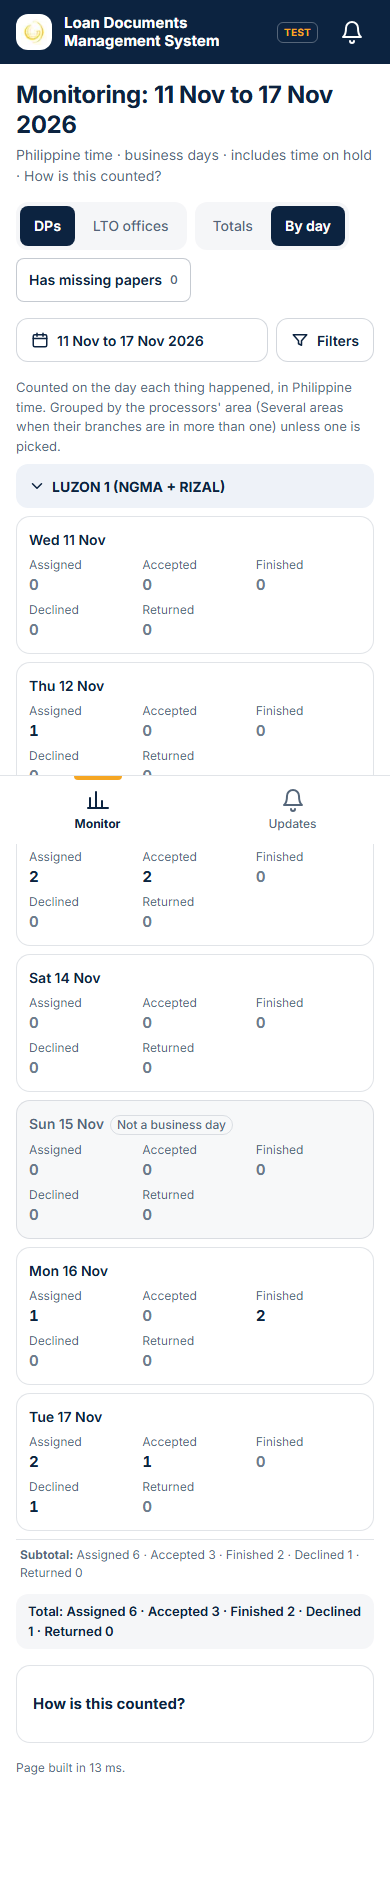 Loan Documents
Management System
TEST
Monitoring: 11 Nov to 17 Nov
2026
Philippine time · business days · includes time on hold
· How is this counted?
DPs
LTO offices
Totals
By day
Has missing papers 0
11 Nov to 17 Nov 2026
Filters
Counted on the day each thing happened, in Philippine
time. Grouped by the processors' area (Several areas
when their branches are in more than one) unless one is
picked.
LUZON 1 (NGMA + RIZAL)
Wed 11 Nov
Assigned Accepted Finished
0 0 0
Declined Returned
0 0
Thu 12 Nov
Assigned Accepted Finished
1 0 0
Declined Returned
Monitor Updates
Assigned Accepted Finished
2 2 0
Declined Returned
0 0
Sat 14 Nov
Assigned Accepted Finished
0 0 0
Declined Returned
0 0
Sun 15 Nov Not a business day
Assigned Accepted Finished
0 0 0
Declined Returned
0 0
Mon 16 Nov
Assigned Accepted Finished
1 0 2
Declined Returned
0 0
Tue 17 Nov
Assigned Accepted Finished
2 1 0
Declined Returned
1 0
Subtotal: Assigned 6 · Accepted 3 · Finished 2 · Declined 1 ·
Returned 0
Total: Assigned 6 · Accepted 3 · Finished 2 · Declined
1 · Returned 0
How is this counted?
Page built in 13 ms.